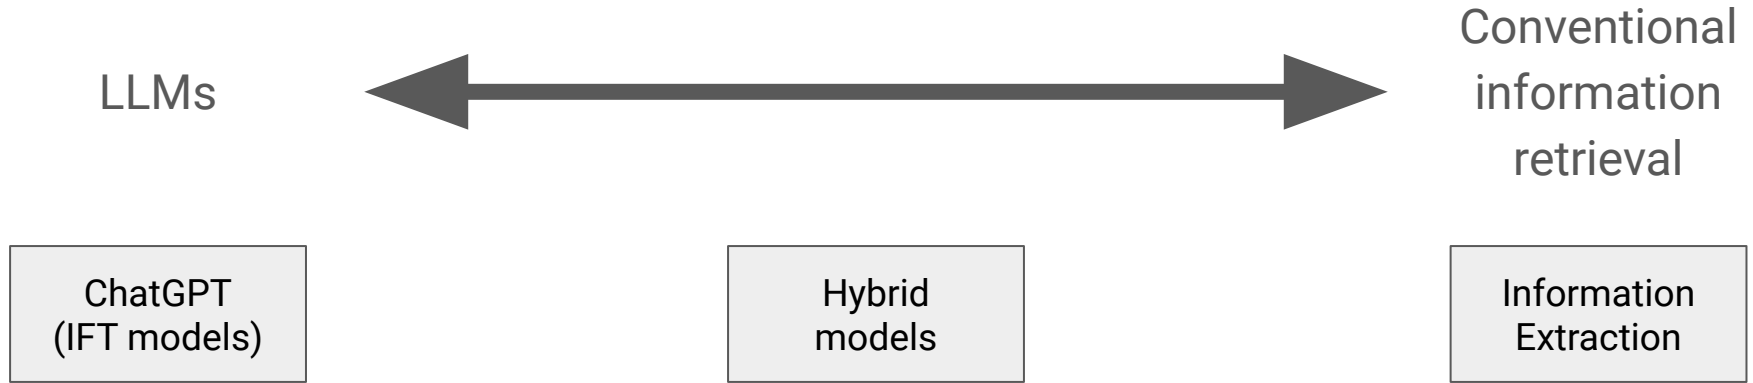 LLMs
Conventional
information
retrieval
ChatGPT
(IFT models)
Hybrid
models
Information
Extraction